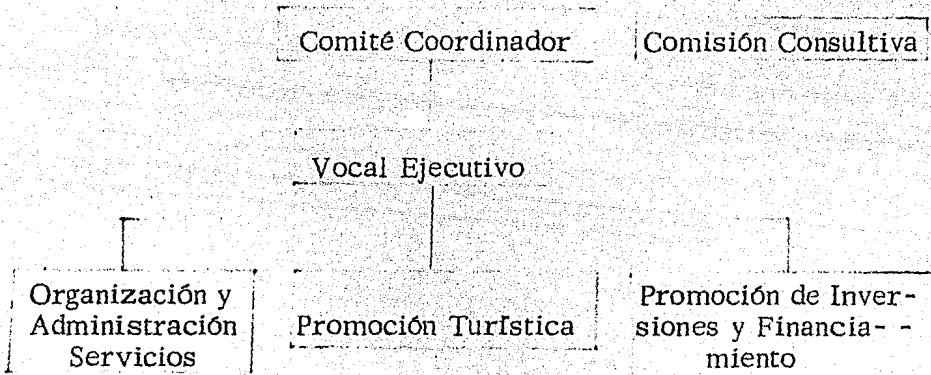 Comité Coordinador
Comisión Consultiva
Vocal Ejecutivo
Organización y
Administración
Servicios
Promoción Turística
Promoción de Inver-
siones y Financia- -
miento